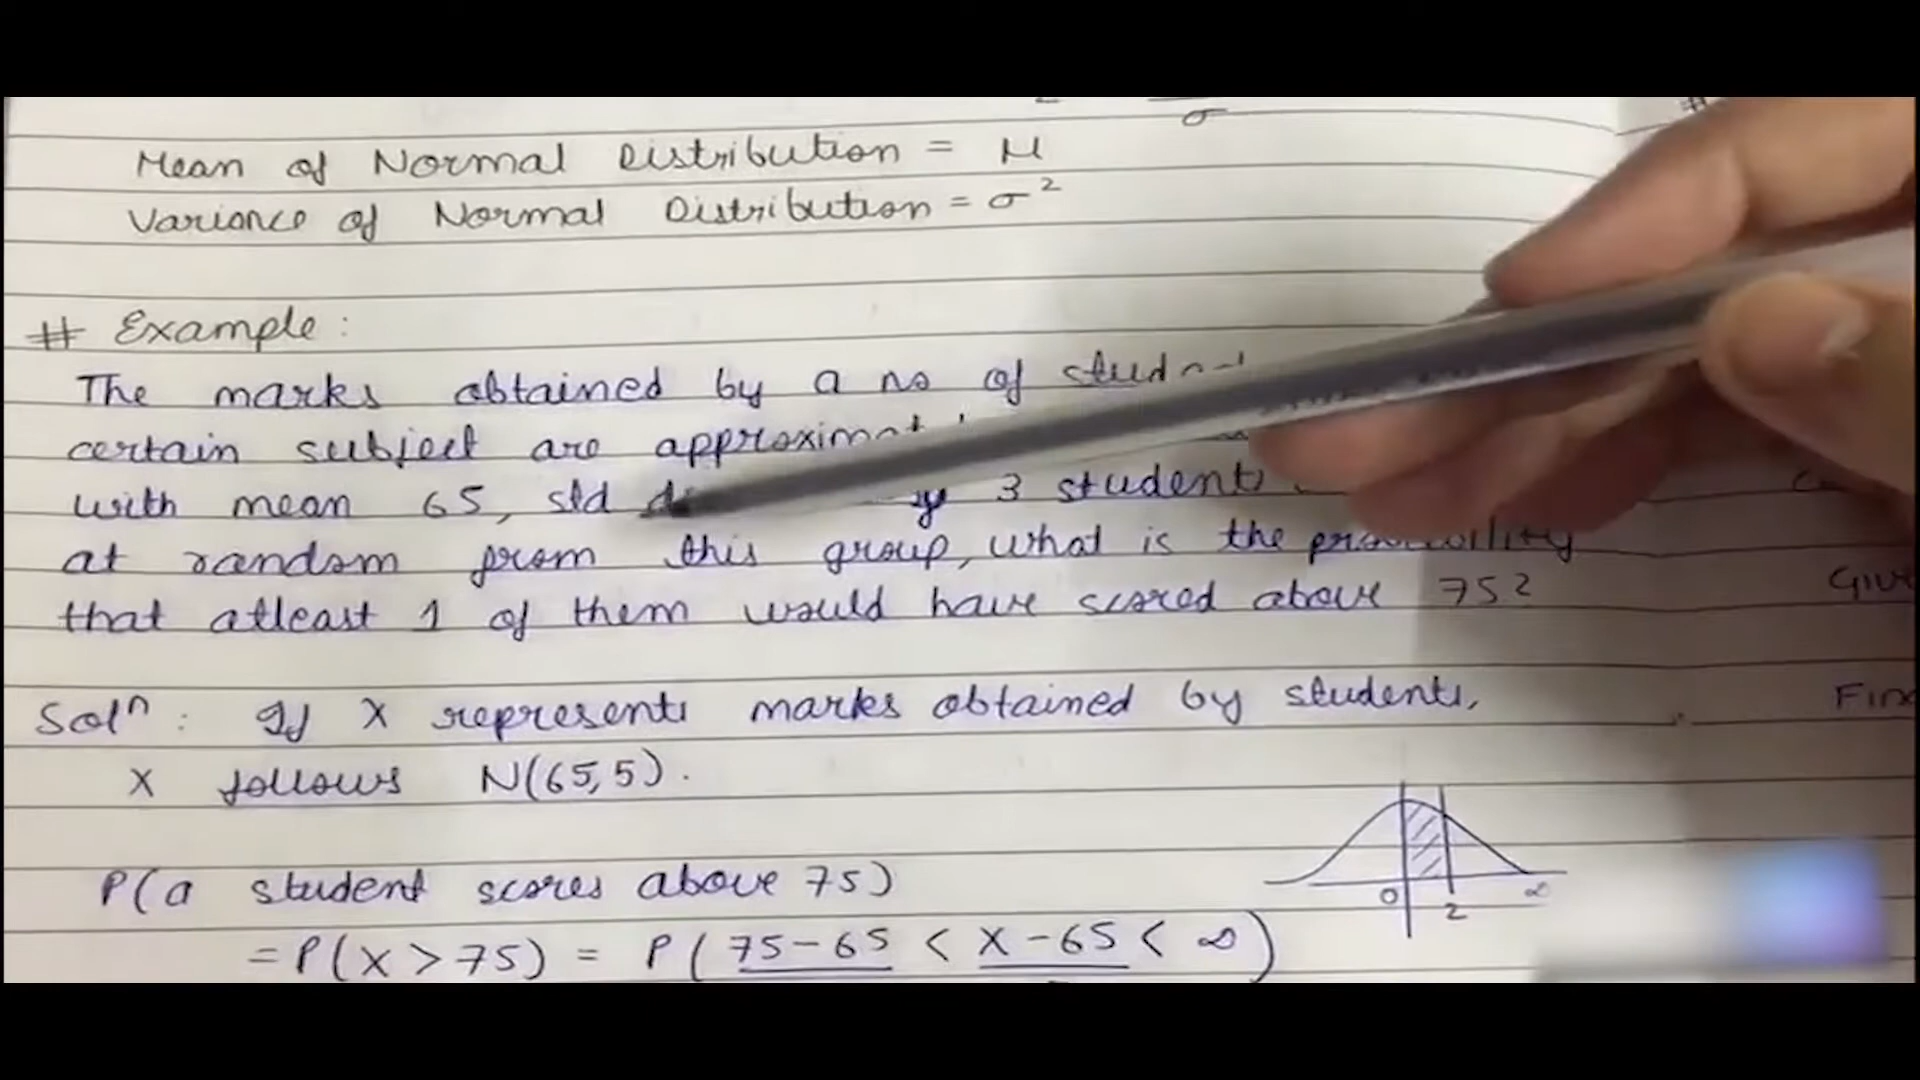 σ
Mean of Normal Distribution = μ
Variance of Normal Distribution = σ²
# Example:
The marks obtained by a no of
certain subject are
with mean 65, std 3 students
at random from this group, what is the probability
that atleast 1 of them would have scored above 75?
Solⁿ: If X represents marks obtained by students,
X follows N(65,5).
P(a student scores above 75)
= P(X > 75) = P(75-65 < X-65 < ∞)
0 2 ∞